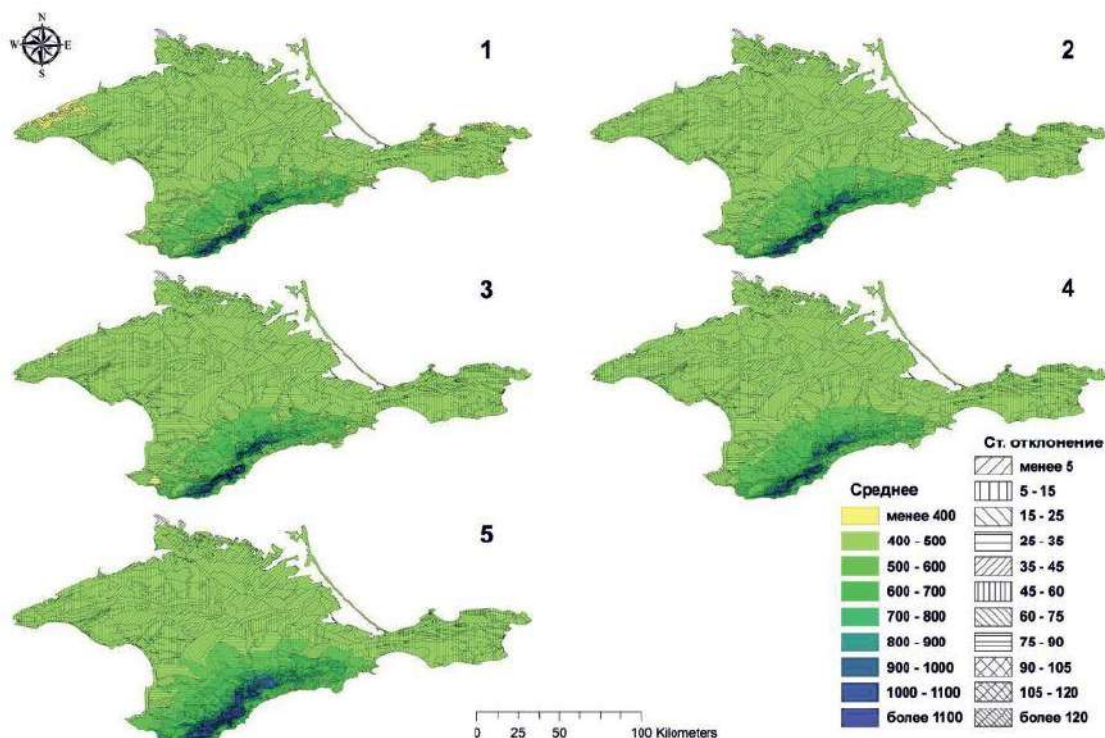 N
W E
S
1
2
3
4
5
Среднее
менее 400
400 - 500
500 - 600
600 - 700
700 - 800
800 - 900
900 - 1000
1000 - 1100
более 1100
Ст. отклонение
менее 5
5 - 15
15 - 25
25 - 35
35 - 45
45 - 60
60 - 75
75 - 90
90 - 105
105 - 120
более 120
0 25 50 100 Kilometers